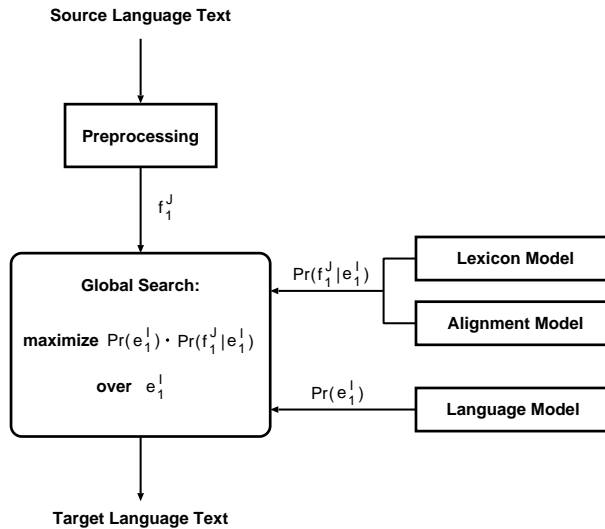 Source Language Text
Preprocessing
f_1^J
Global Search:
maximize Pr(e_1^I) · Pr(f_1^J | e_1^I)
over e_1^I
Pr(f_1^J | e_1^I)
Lexicon Model
Alignment Model
Pr(e_1^I)
Language Model
Target Language Text